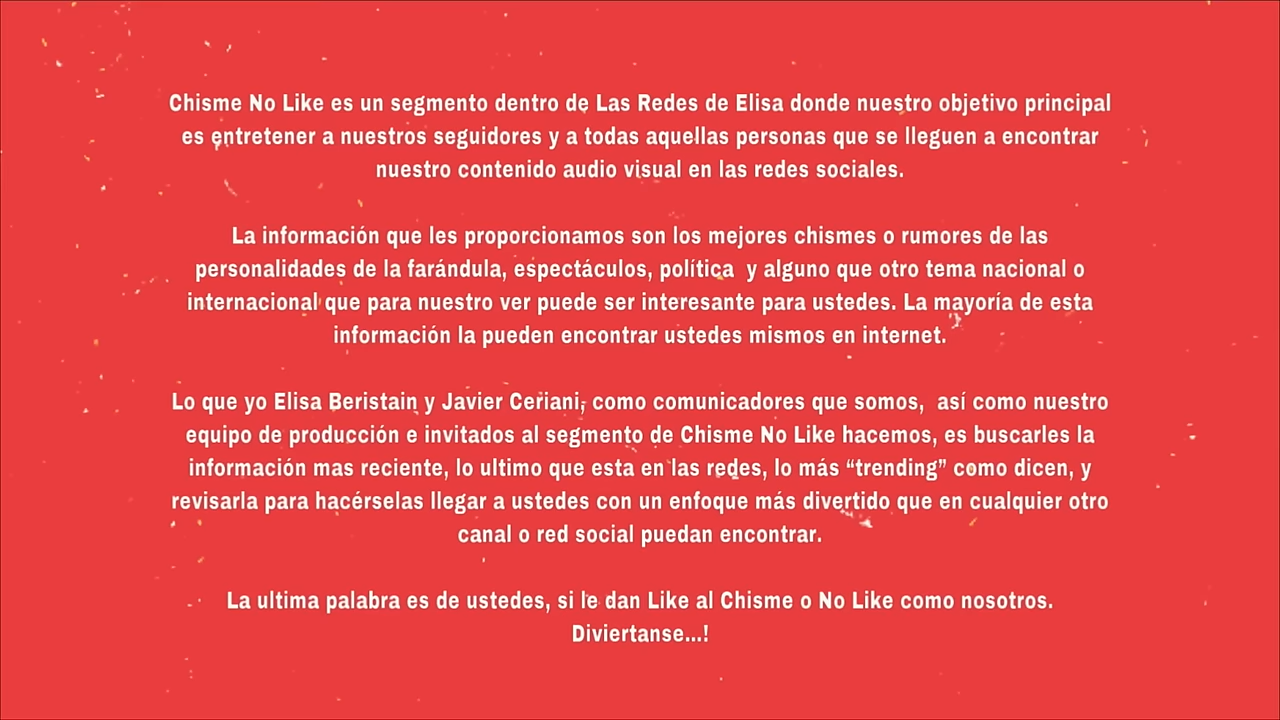 Chisme No Like es un segmento dentro de Las Redes de Elisa donde nuestro objetivo principal
es entretener a nuestros seguidores y a todas aquellas personas que se lleguen a encontrar
nuestro contenido audio visual en las redes sociales.
La información que les proporcionamos son los mejores chismes o rumores de las
personalidades de la farándula, espectáculos, política  y alguno que otro tema nacional o
internacional que para nuestro ver puede ser interesante para ustedes. La mayoría de esta
información la pueden encontrar ustedes mismos en internet.
Lo que yo Elisa Beristain y Javier Ceriani, como comunicadores que somos,  así como nuestro
equipo de producción e invitados al segmento de Chisme No Like hacemos, es buscarles la
información mas reciente, lo ultimo que esta en las redes, lo más “trending” como dicen, y
revisarla para hacérselas llegar a ustedes con un enfoque más divertido que en cualquier otro
canal o red social puedan encontrar.
La ultima palabra es de ustedes, si le dan Like al Chisme o No Like como nosotros.
Diviertanse...!